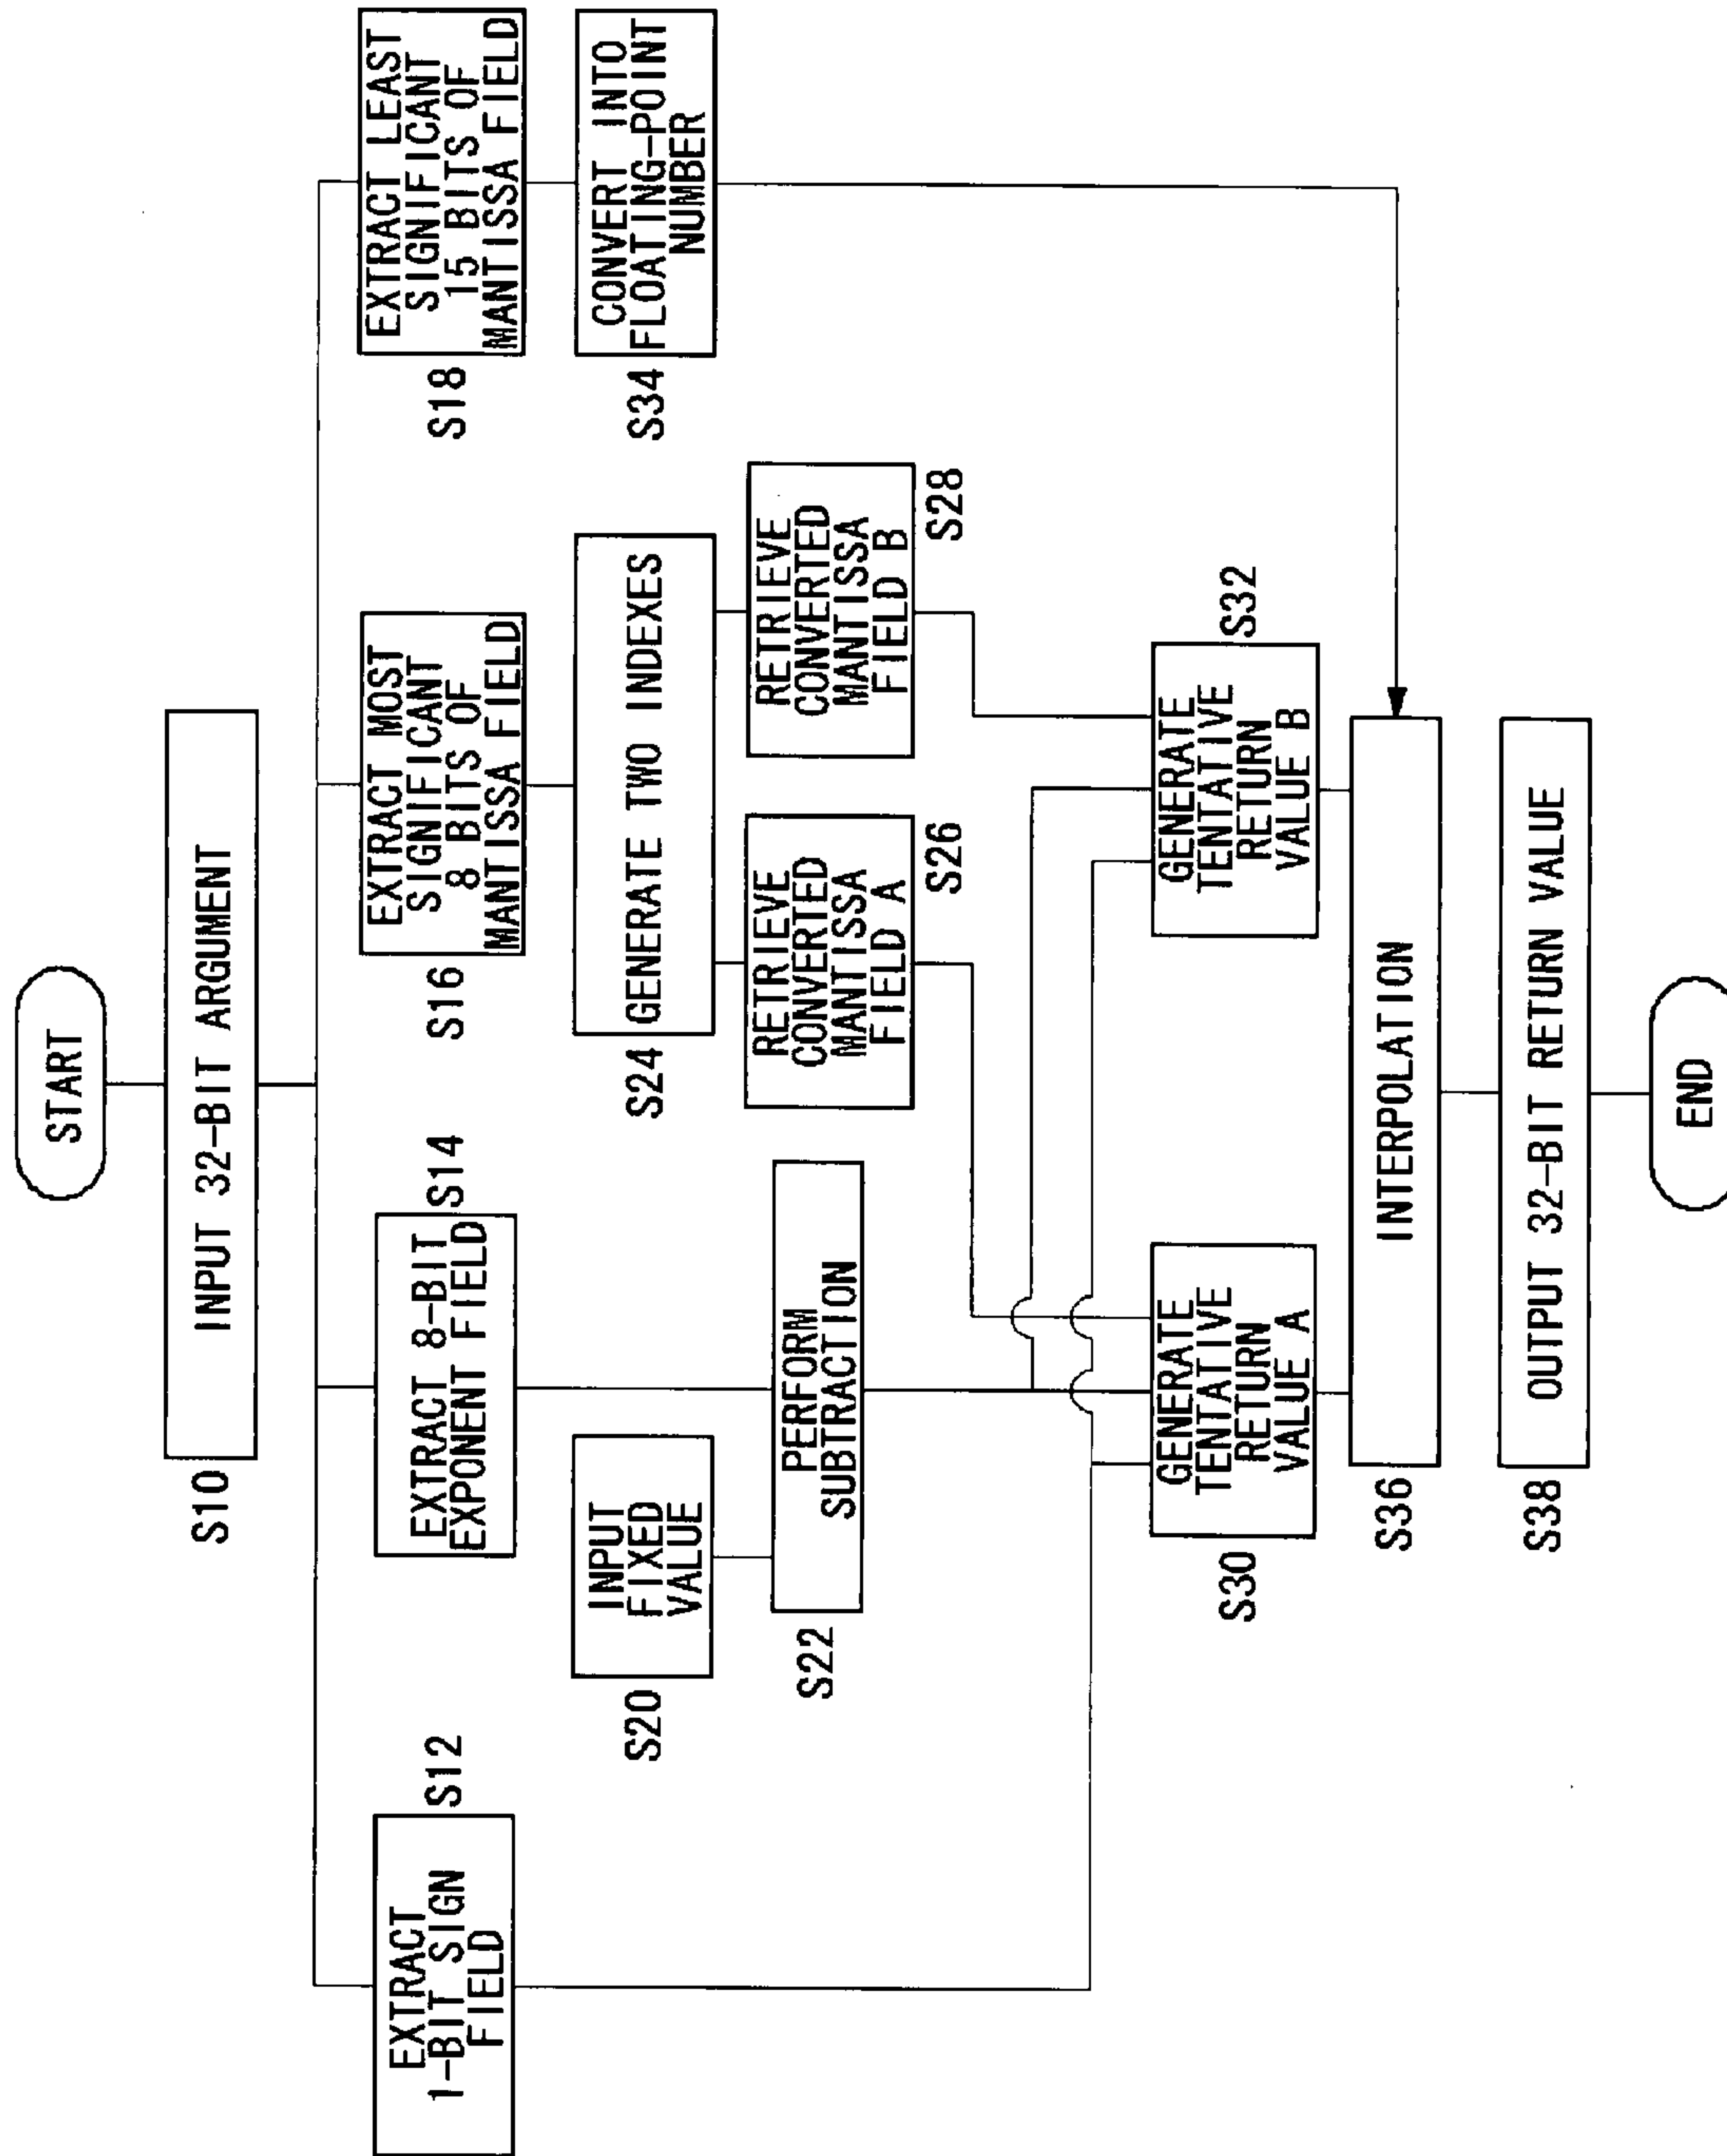 START
INPUT 32-BIT ARGUMENT
S10
EXTRACT
1-BIT SIGN
FIELD
S12
EXTRACT 8-BIT
EXPONENT FIELD
S14
EXTRACT MOST
SIGNIFICANT
8 BITS OF
MANTISSA FIELD
S16
EXTRACT LEAST
SIGNIFICANT
15 BITS OF
MANTISSA FIELD
S18
INPUT
FIXED
VALUE
S20
GENERATE TWO INDEXES
S24
CONVERT INTO
FLOATING-POINT
NUMBER
S34
PERFORM
SUBTRACTION
S22
RETRIEVE
CONVERTED
MANTISSA
FIELD A
S26
RETRIEVE
CONVERTED
MANTISSA
FIELD B
S28
GENERATE
TENTATIVE
RETURN
VALUE A
S30
GENERATE
TENTATIVE
RETURN
VALUE B
S32
INTERPOLATION
S36
OUTPUT 32-BIT RETURN VALUE
S38
END